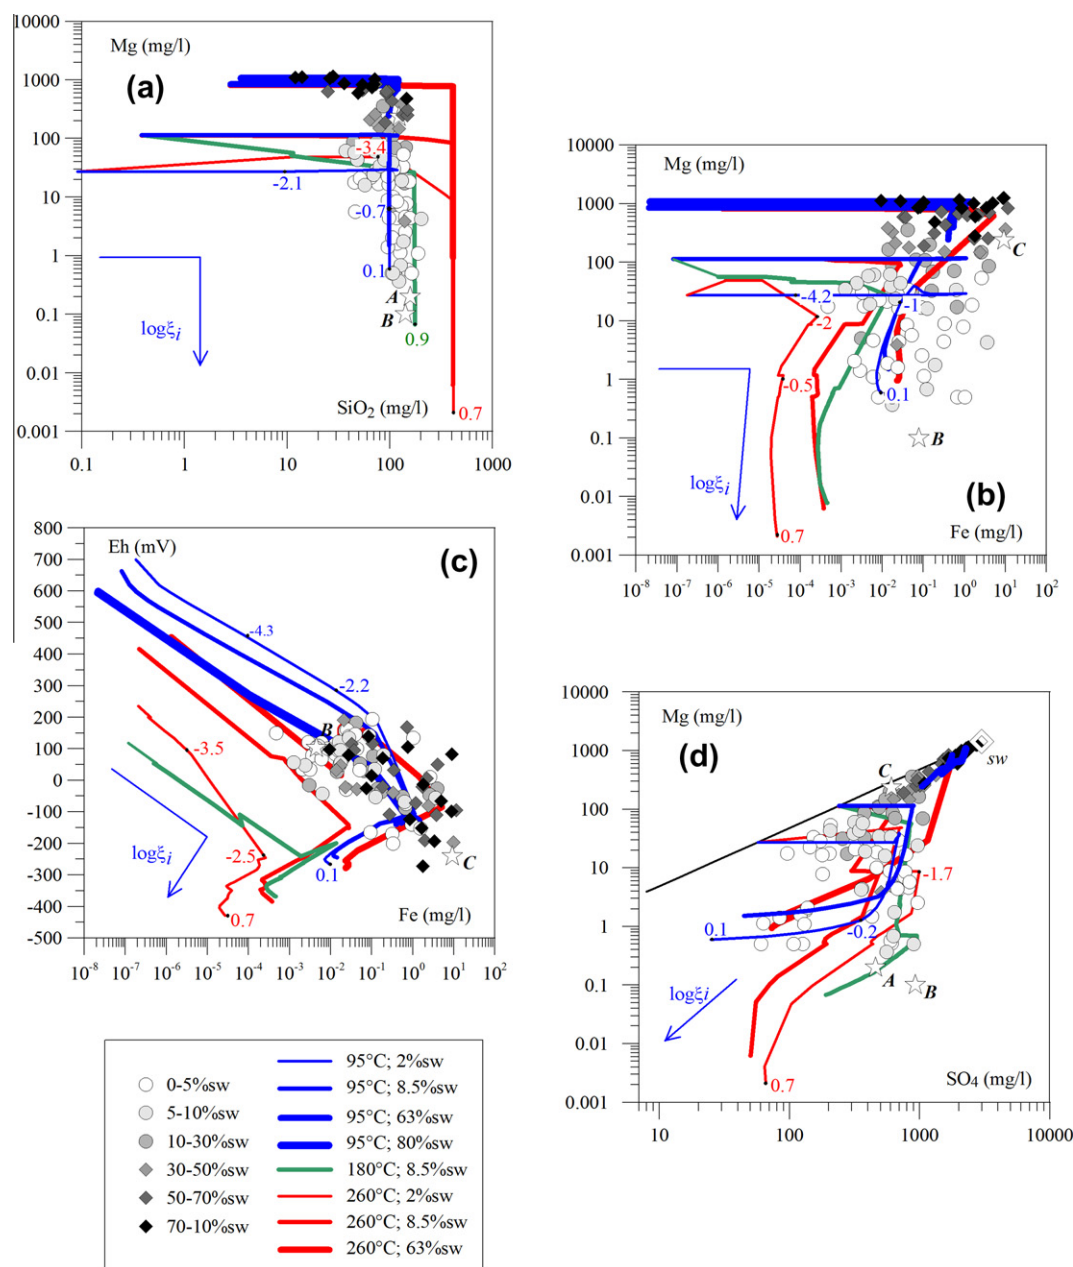 10000
Mg (mg/l)
1000
(a)
100
-3.4
10
-2.1
-0.7
1
0.1
A
logξi
B
0.1
0.9
0.01
SiO2 (mg/l)
0.7
0.001
0.1 1 10 100 1000
10000
Mg (mg/l)
1000
C
100
-4.2
-1
10
-2
1
-0.5
0.1
B
0.1
logξi
(b)
0.01
0.7
Fe (mg/l)
0.001
10-8 10-7 10-6 10-5 10-4 10-3 10-2 10-1 100 101 102
800
Eh (mV)
700
(c)
600
500
-4.3
400
300
-2.2
200
B
100
-3.5
0
-100
-200
-2.5
C
logξi
0.1
-300
-400
0.7
Fe (mg/l)
-500
10-8 10-7 10-6 10-5 10-4 10-3 10-2 10-1 100 101 102
10000
Mg (mg/l)
1000
sw
(d)
C
100
10
-1.7
1
0.1
-0.2
A
B
0.1
logξi
0.01
0.7
SO4 (mg/l)
0.001
10 100 1000 10000
0-5%sw
5-10%sw
10-30%sw
30-50%sw
50-70%sw
70-10%sw
95°C; 2%sw
95°C; 8.5%sw
95°C; 63%sw
95°C; 80%sw
180°C; 8.5%sw
260°C; 2%sw
260°C; 8.5%sw
260°C; 63%sw